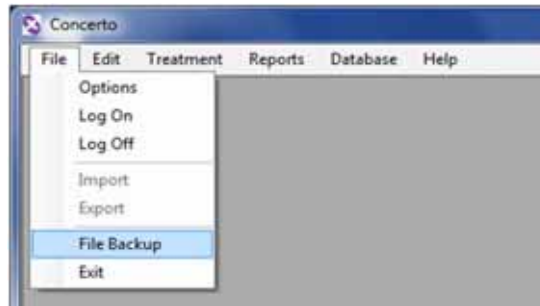 Concerto
File Edit Treatment Reports Database Help
Options
Log On
Log Off
Import
Export
File Backup
Exit